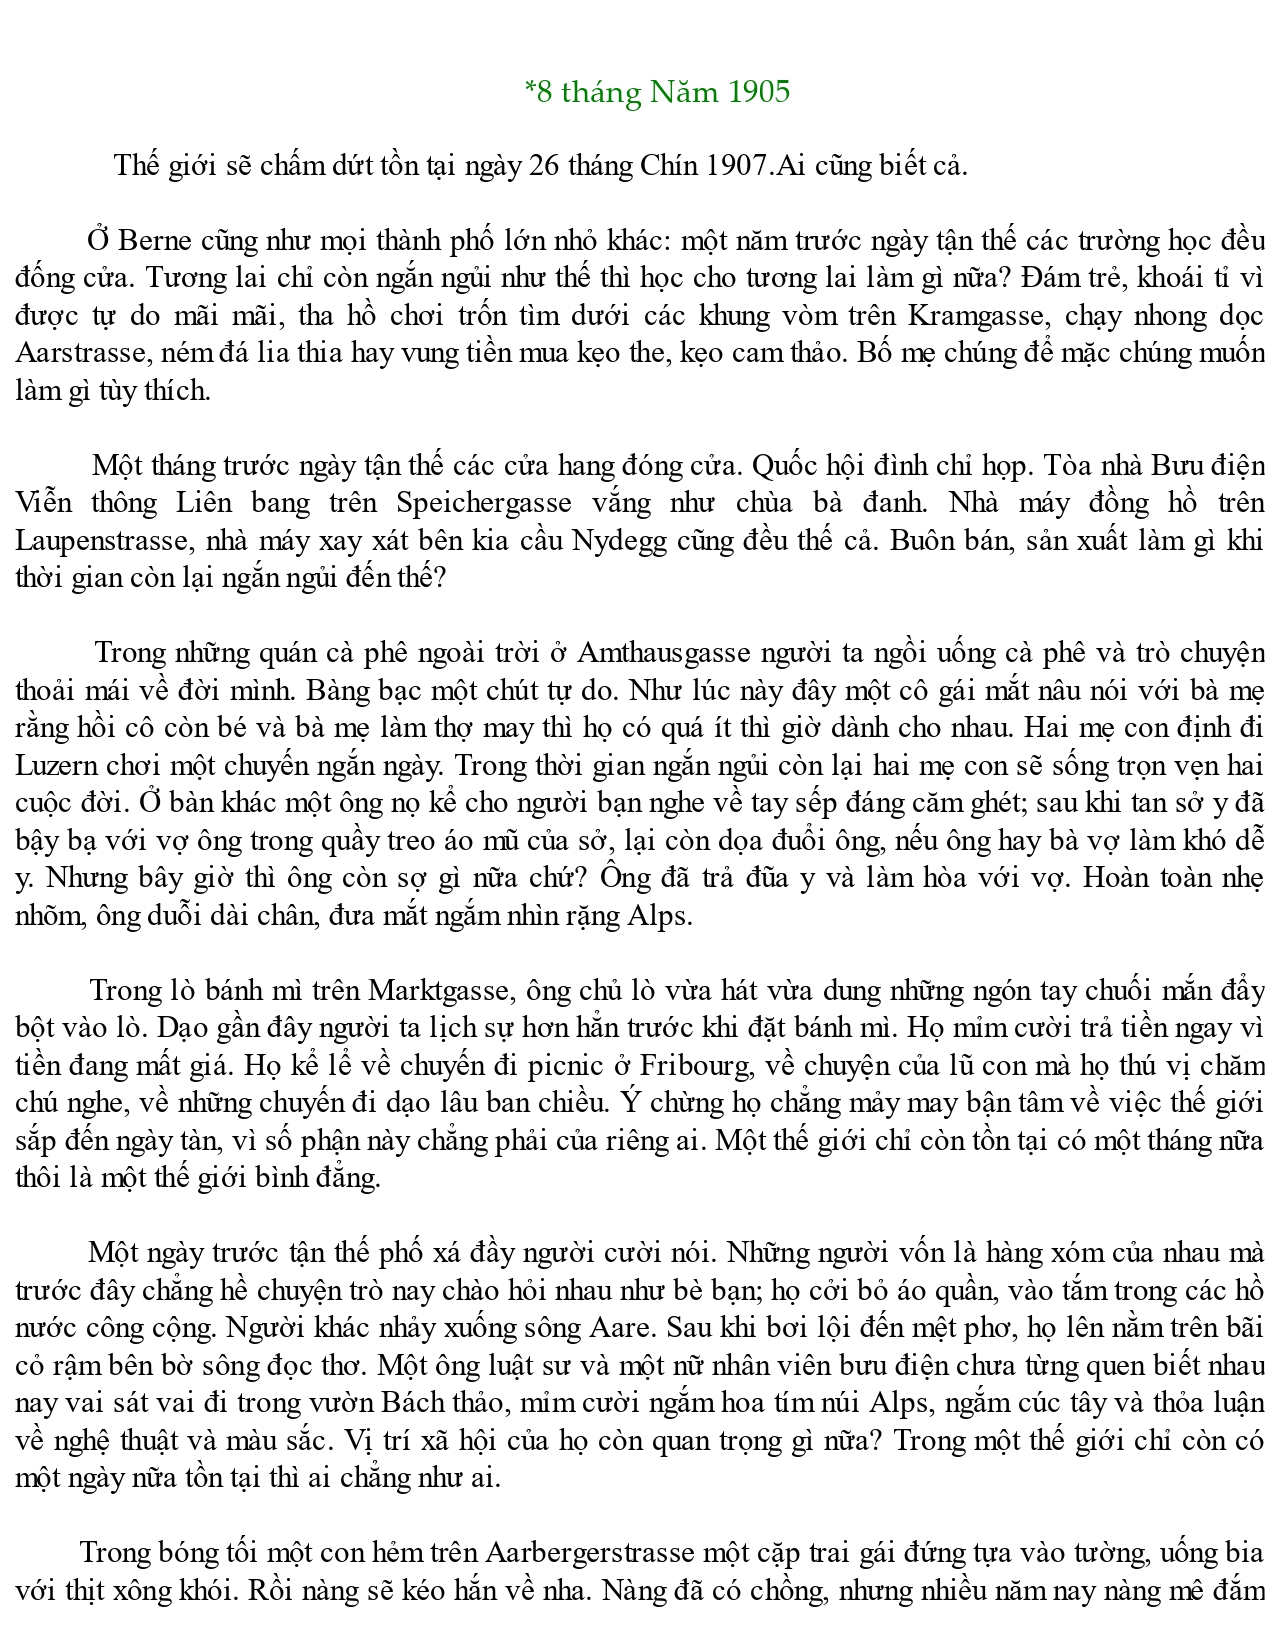 *8 tháng Năm 1905
Thế giới sẽ chấm dứt tồn tại ngày 26 tháng Chín 1907.Ai cũng biết cả.
Ở Berne cũng như mọi thành phố lớn nhỏ khác: một năm trước ngày tận thế các trường học đều
đống cửa. Tương lai chỉ còn ngắn ngủi như thế thì học cho tương lai làm gì nữa? Đám trẻ, khoái tỉ vì
được tự do mãi mãi, tha hồ chơi trốn tìm dưới các khung vòm trên Kramgasse, chạy nhong dọc
Aarstrasse, ném đá lia thia hay vung tiền mua kẹo the, kẹo cam thảo. Bố mẹ chúng để mặc chúng muốn
làm gì tùy thích.
Một tháng trước ngày tận thế các cửa hang đóng cửa. Quốc hội đình chỉ họp. Tòa nhà Bưu điện
Viễn thông Liên bang trên Speichergasse vắng như chùa bà đanh. Nhà máy đồng hồ trên
Laupenstrasse, nhà máy xay xát bên kia cầu Nydegg cũng đều thế cả. Buôn bán, sản xuất làm gì khi
thời gian còn lại ngắn ngủi đến thế?
Trong những quán cà phê ngoài trời ở Amthausgasse người ta ngồi uống cà phê và trò chuyện
thoải mái về đời mình. Bàng bạc một chút tự do. Như lúc này đây một cô gái mắt nâu nói với bà mẹ
rằng hồi cô còn bé và bà mẹ làm thợ may thì họ có quá ít thì giờ dành cho nhau. Hai mẹ con định đi
Luzern chơi một chuyến ngắn ngày. Trong thời gian ngắn ngủi còn lại hai mẹ con sẽ sống trọn vẹn hai
cuộc đời. Ở bàn khác một ông nọ kể cho người bạn nghe về tay sếp đáng căm ghét; sau khi tan sở y đã
bậy bạ với vợ ông trong quầy treo áo mũ của sở, lại còn dọa đuổi ông, nếu ông hay bà vợ làm khó dễ
y. Nhưng bây giờ thì ông còn sợ gì nữa chứ? Ông đã trả đũa y và làm hòa với vợ. Hoàn toàn nhẹ
nhõm, ông duỗi dài chân, đưa mắt ngắm nhìn rặng Alps.
Trong lò bánh mì trên Marktgasse, ông chủ lò vừa hát vừa dung những ngón tay chuối mắn đẩy
bột vào lò. Dạo gần đây người ta lịch sự hơn hẳn trước khi đặt bánh mì. Họ mỉm cười trả tiền ngay vì
tiền đang mất giá. Họ kể lể về chuyến đi picnic ở Fribourg, về chuyện của lũ con mà họ thú vị chăm
chú nghe, về những chuyến đi dạo lâu ban chiều. Ý chừng họ chẳng mảy may bận tâm về việc thế giới
sắp đến ngày tàn, vì số phận này chẳng phải của riêng ai. Một thế giới chỉ còn tồn tại có một tháng nữa
thôi là một thế giới bình đẳng.
Một ngày trước tận thế phố xá đầy người cười nói. Những người vốn là hàng xóm của nhau mà
trước đây chẳng hề chuyện trò nay chào hỏi nhau như bè bạn; họ cởi bỏ áo quần, vào tắm trong các hồ
nước công cộng. Người khác nhảy xuống sông Aare. Sau khi bơi lội đến mệt phơ, họ lên nằm trên bãi
cỏ rậm bên bờ sông đọc thơ. Một ông luật sư và một nữ nhân viên bưu điện chưa từng quen biết nhau
nay vai sát vai đi trong vườn Bách thảo, mỉm cười ngắm hoa tím núi Alps, ngắm cúc tây và thỏa luận
về nghệ thuật và màu sắc. Vị trí xã hội của họ còn quan trọng gì nữa? Trong một thế giới chỉ còn có
một ngày nữa tồn tại thì ai chẳng như ai.
Trong bóng tối một con hẻm trên Aarbergerstrasse một cặp trai gái đứng tựa vào tường, uống bia
với thịt xông khói. Rồi nàng sẽ kéo hắn về nha. Nàng đã có chồng, nhưng nhiều năm nay nàng mê đắm